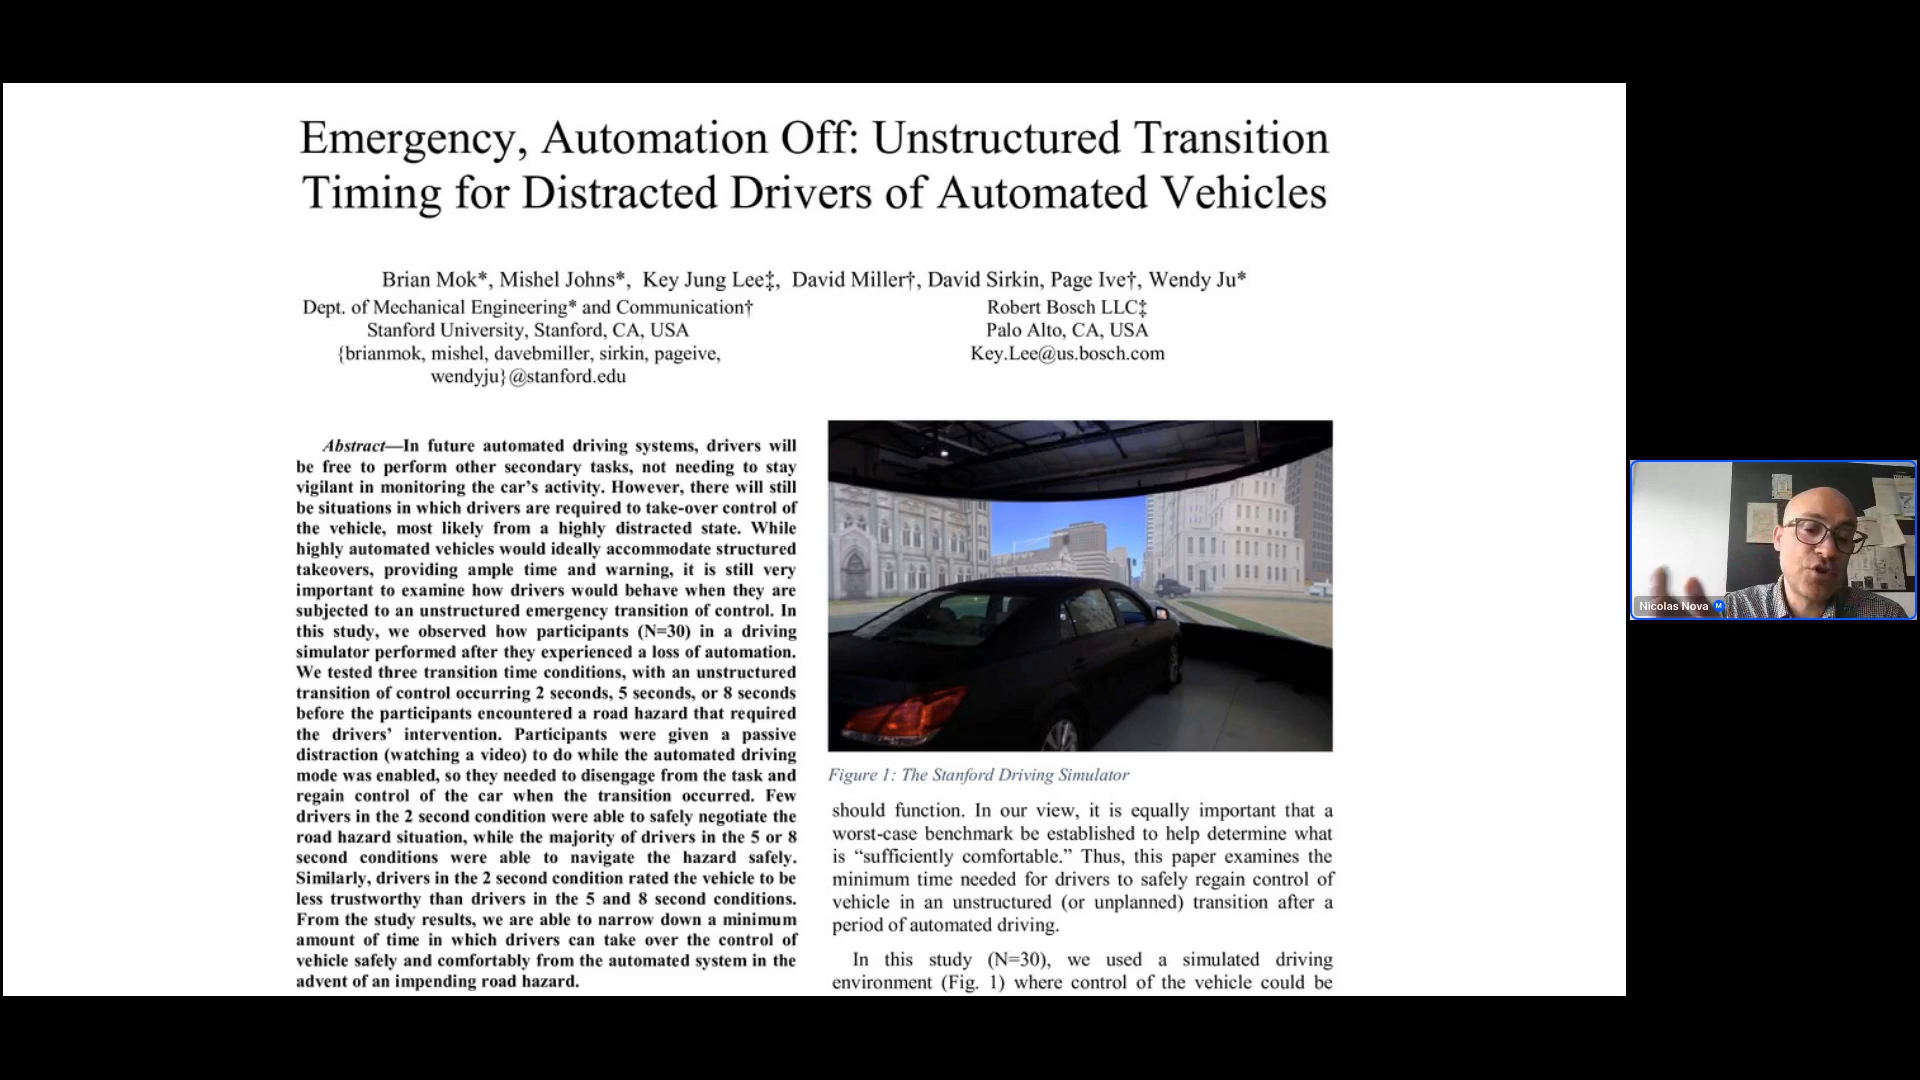 Emergency, Automation Off: Unstructured Transition
Timing for Distracted Drivers of Automated Vehicles
Brian Mok*, Mishel Johns*, Key Jung Lee‡, David Miller†, David Sirkin, Page Ive†, Wendy Ju*
Dept. of Mechanical Engineering* and Communication†
Stanford University, Stanford, CA, USA
{brianmok, mishel, davebmiller, sirkin, pageive,
wendyju}@stanford.edu
Robert Bosch LLC‡
Palo Alto, CA, USA
Key.Lee@us.bosch.com
Abstract—In future automated driving systems, drivers will
be free to perform other secondary tasks, not needing to stay
vigilant in monitoring the car's activity. However, there will still
be situations in which drivers are required to take-over control of
the vehicle, most likely from a highly distracted state. While
highly automated vehicles would ideally accommodate structured
takeovers, providing ample time and warning, it is still very
important to examine how drivers would behave when they are
subjected to an unstructured emergency transition of control. In
this study, we observed how participants (N=30) in a driving
simulator performed after they experienced a loss of automation.
We tested three transition time conditions, with an unstructured
transition of control occurring 2 seconds, 5 seconds, or 8 seconds
before the participants encountered a road hazard that required
the drivers' intervention. Participants were given a passive
distraction (watching a video) to do while the automated driving
mode was enabled, so they needed to disengage from the task and
regain control of the car when the transition occurred. Few
drivers in the 2 second condition were able to safely negotiate the
road hazard situation, while the majority of drivers in the 5 or 8
second conditions were able to navigate the hazard safely.
Similarly, drivers in the 2 second condition rated the vehicle to be
less trustworthy than drivers in the 5 and 8 second conditions.
From the study results, we are able to narrow down a minimum
amount of time in which drivers can take over the control of
vehicle safely and comfortably from the automated system in the
advent of an impending road hazard.
Figure 1: The Stanford Driving Simulator
should function. In our view, it is equally important that a
worst-case benchmark be established to help determine what
is “sufficiently comfortable.” Thus, this paper examines the
minimum time needed for drivers to safely regain control of
vehicle in an unstructured (or unplanned) transition after a
period of automated driving.
In this study (N=30), we used a simulated driving
environment (Fig. 1) where control of the vehicle could be
Nicolas Nova M